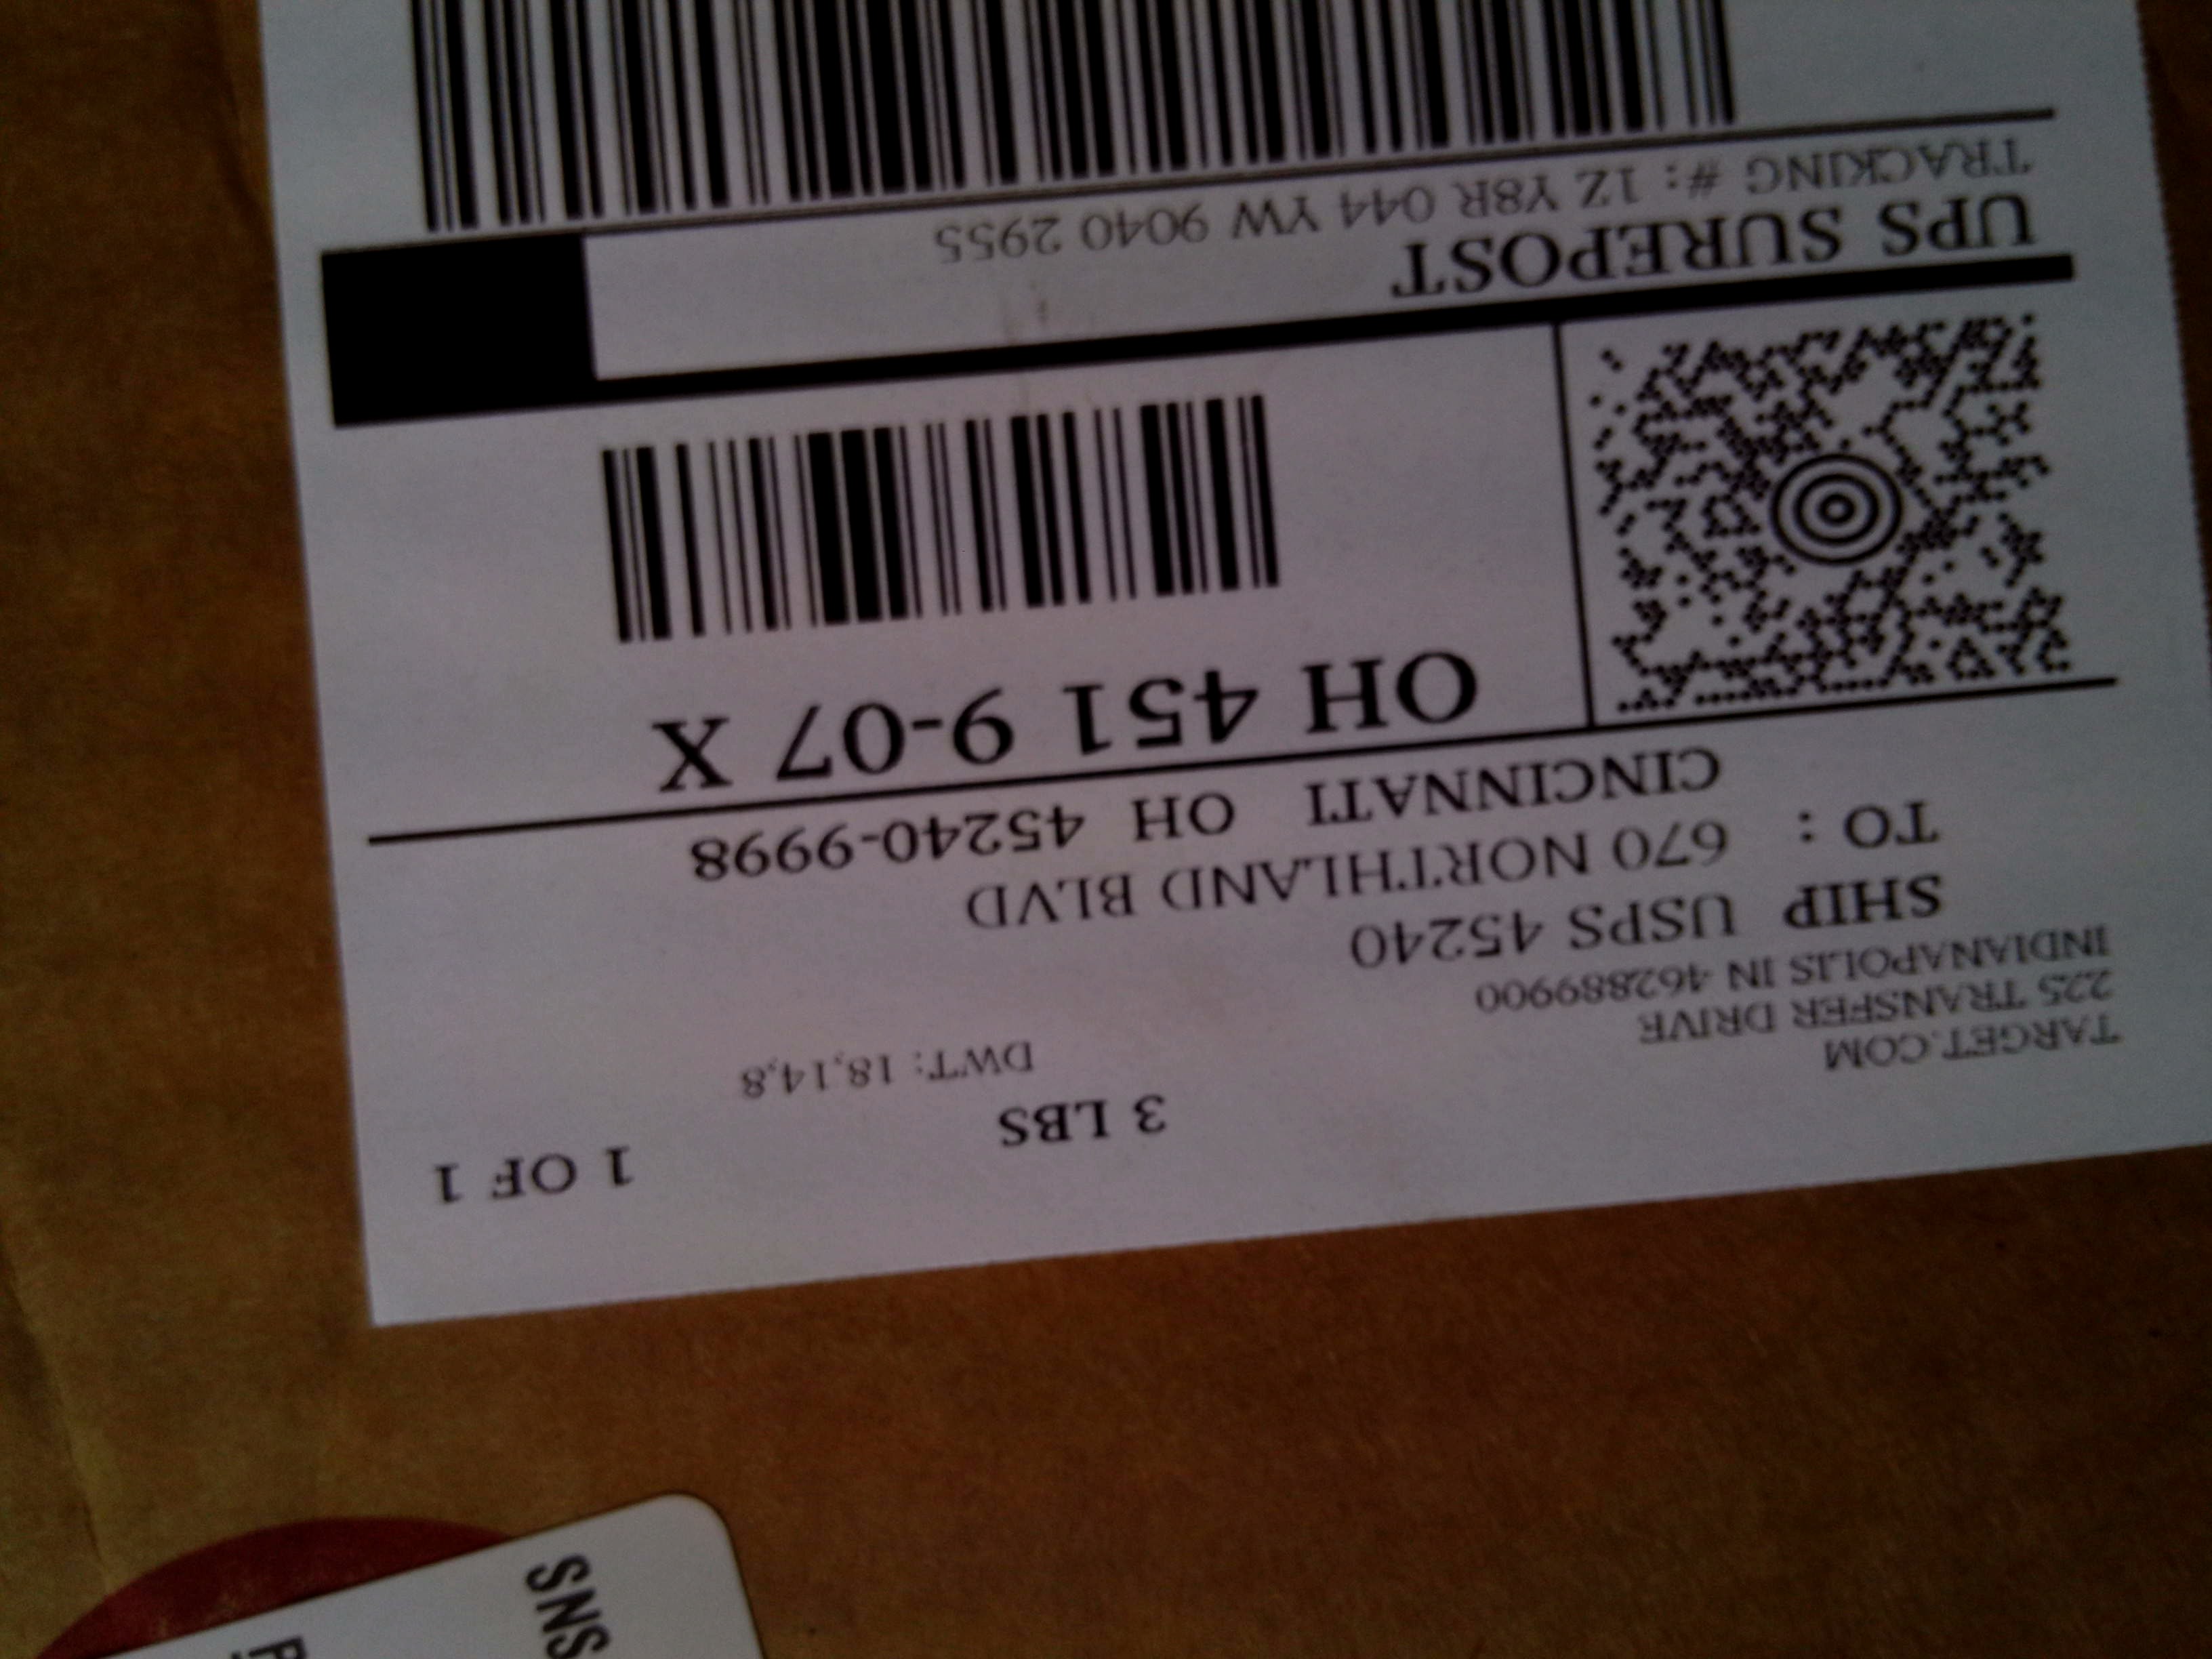 TARGET.COM
225 TRANSFER DRIVE
INDIANAPOLIS IN 462889900
3 LBS
1 OF 1
DWT: 18,14,8
SHIP USPS 45240
TO : 670 NORTHLAND BLVD
CINCINNATI OH 45240-9998
OH 451 9-07 X
UPS SUREPOST
TRACKING #: 1Z Y8R 044 YW 9040 2955
SNS